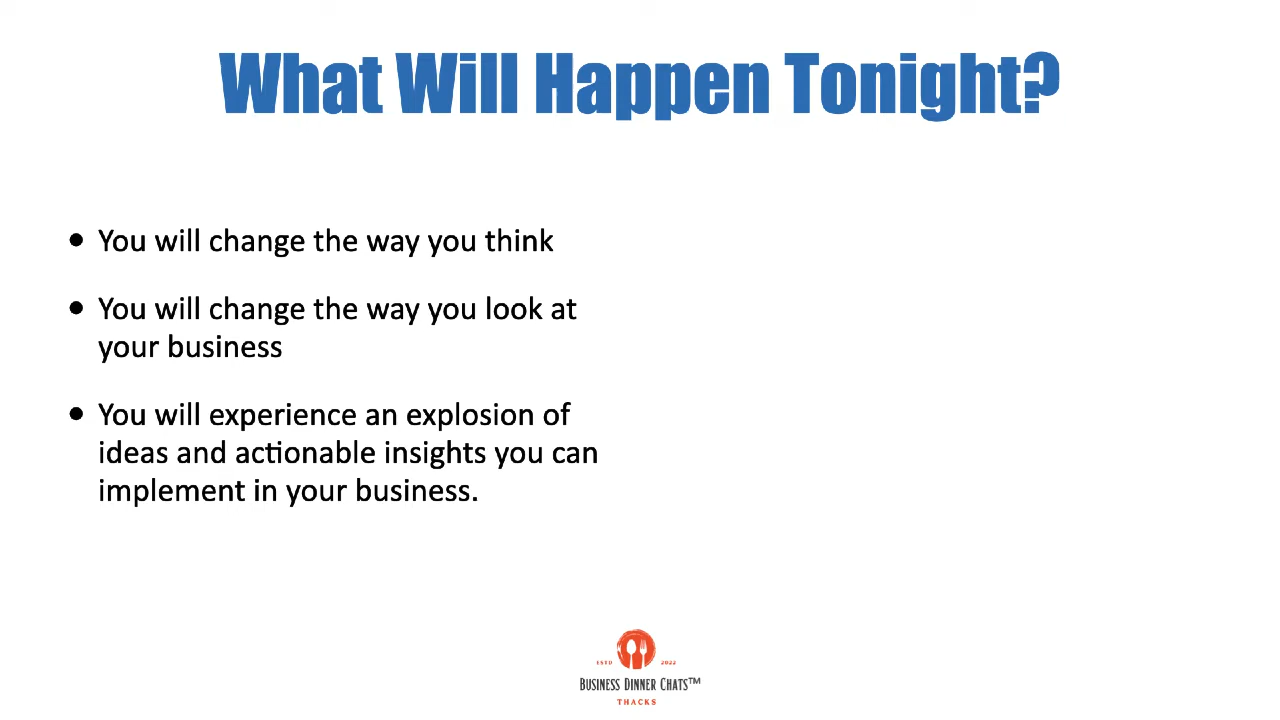 What Will Happen Tonight?
• You will change the way you think
• You will change the way you look at
your business
• You will experience an explosion of
ideas and actionable insights you can
implement in your business.
ESTD 2022
BUSINESS DINNER CHATS™
THACKS